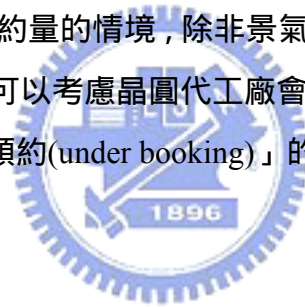 約量的情境，除非景氣
可以考慮晶圓代工廠會
預約(under booking)」的
1896